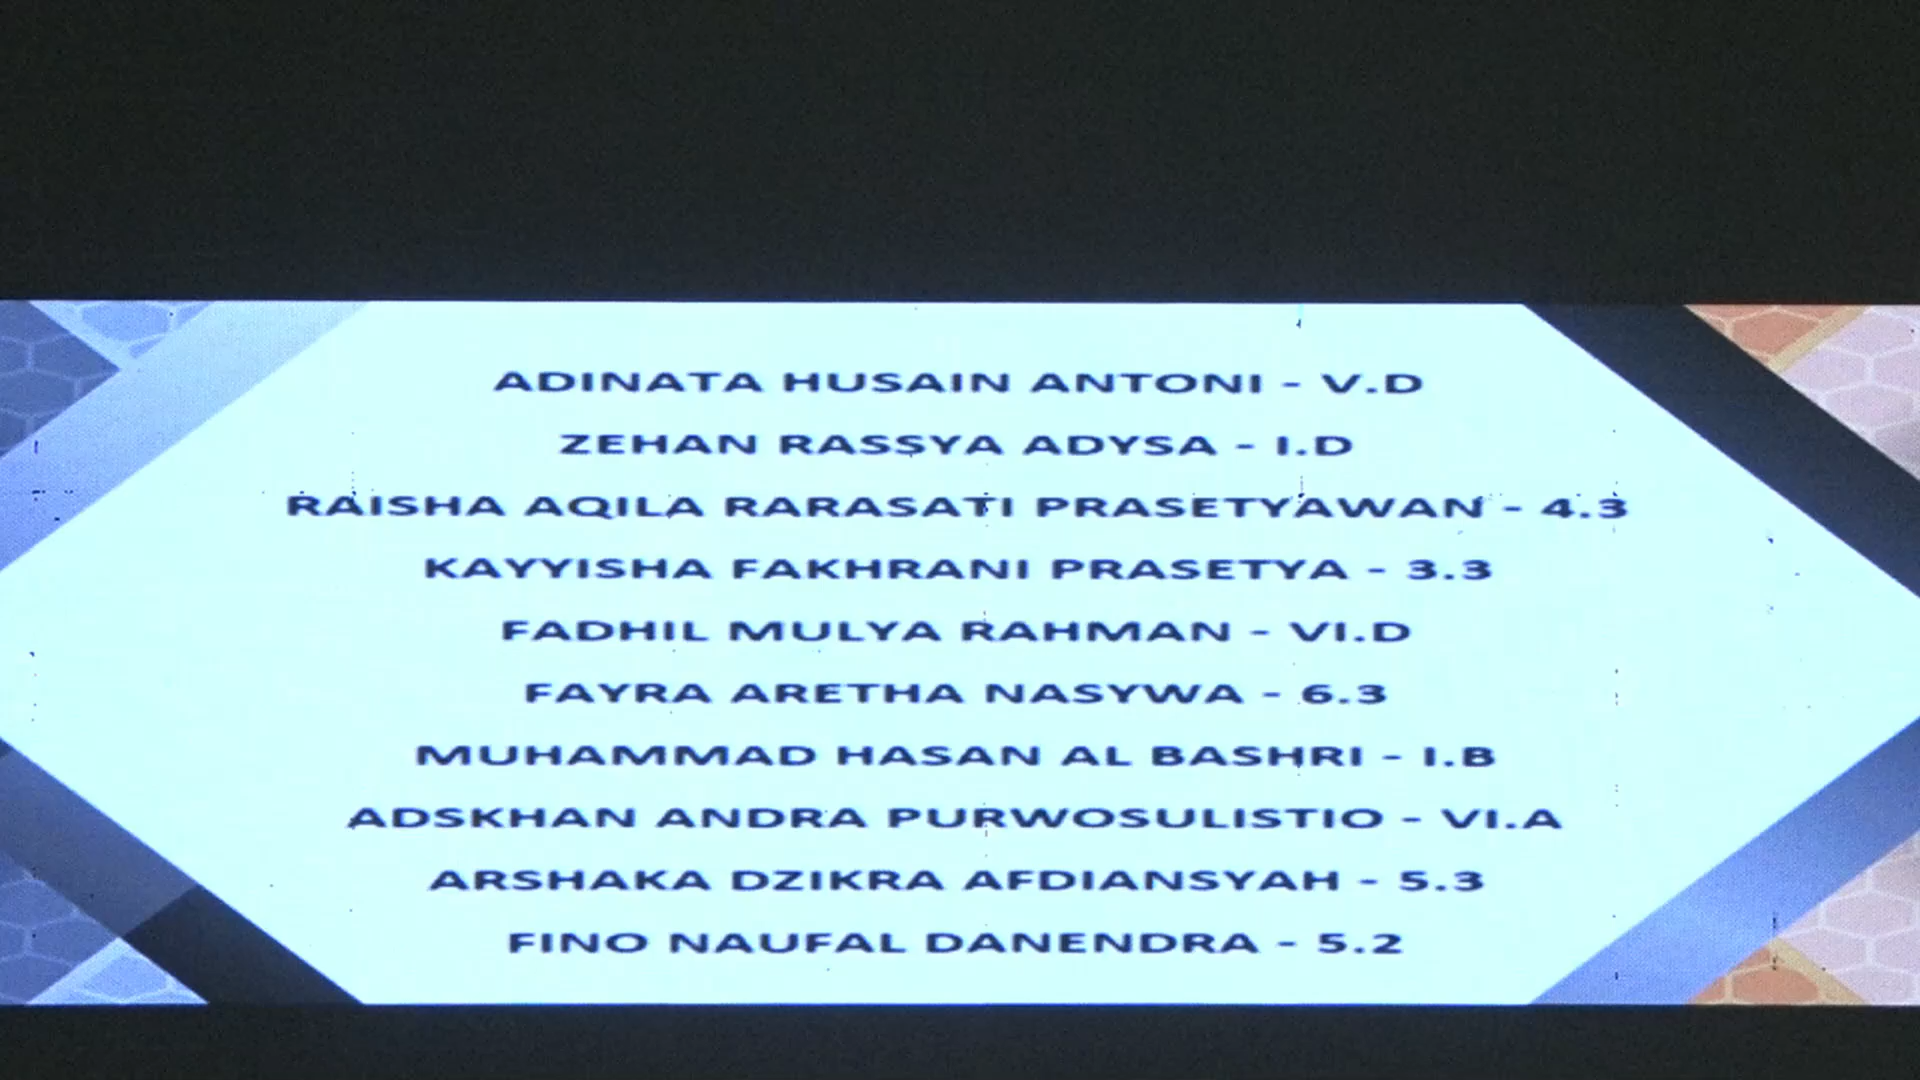 ADINATA HUSAIN ANTONI - V.D
ZEHAN RASSYA ADYSA - I.D
RAISHA AQILA RARASATI PRASETYAWAN - 4.3
KAYYISHA FAKHRANI PRASETYA - 3.3
FADHIL MULYA RAHMAN - VI.D
FAYRA ARETHA NASYWA - 6.3
MUHAMMAD HASAN AL BASHRI - I.B
ADSKHAN ANDRA PURWOSULISTIO - VI.A
ARSHAKA DZIKRA AFDIANSYAH - 5.3
FINO NAUFAL DANENDRA - 5.2